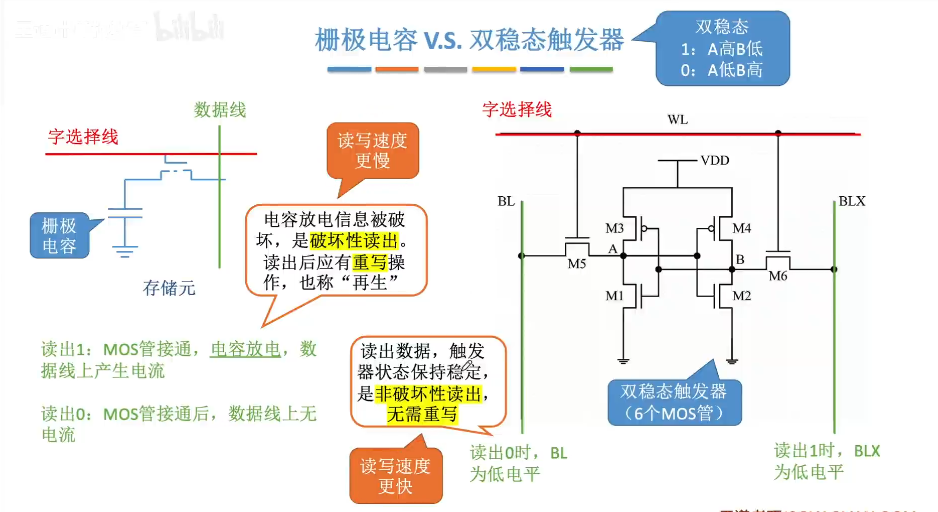 bilibili
栅极电容 V.S. 双稳态触发器
双稳态
1：A高B低
0：A低B高
数据线
字选择线
栅极
电容
存储元
读写速度
更慢
电容放电信息被破
坏，是破坏性读出。
读出后应有重写操
作，也称“再生”
读出1：MOS管接通，电容放电，数
据线上产生电流
读出0：MOS管接通后，数据线上无
电流
读出数据，触发
器状态保持稳定，
是非破坏性读出，
无需重写
读写速度
更快
字选择线
WL
VDD
BL
BLX
M3
M4
A
B
M5
M6
M1
M2
双稳态触发器
（6个MOS管）
读出0时，BL
为低电平
读出1时，BLX
为低电平